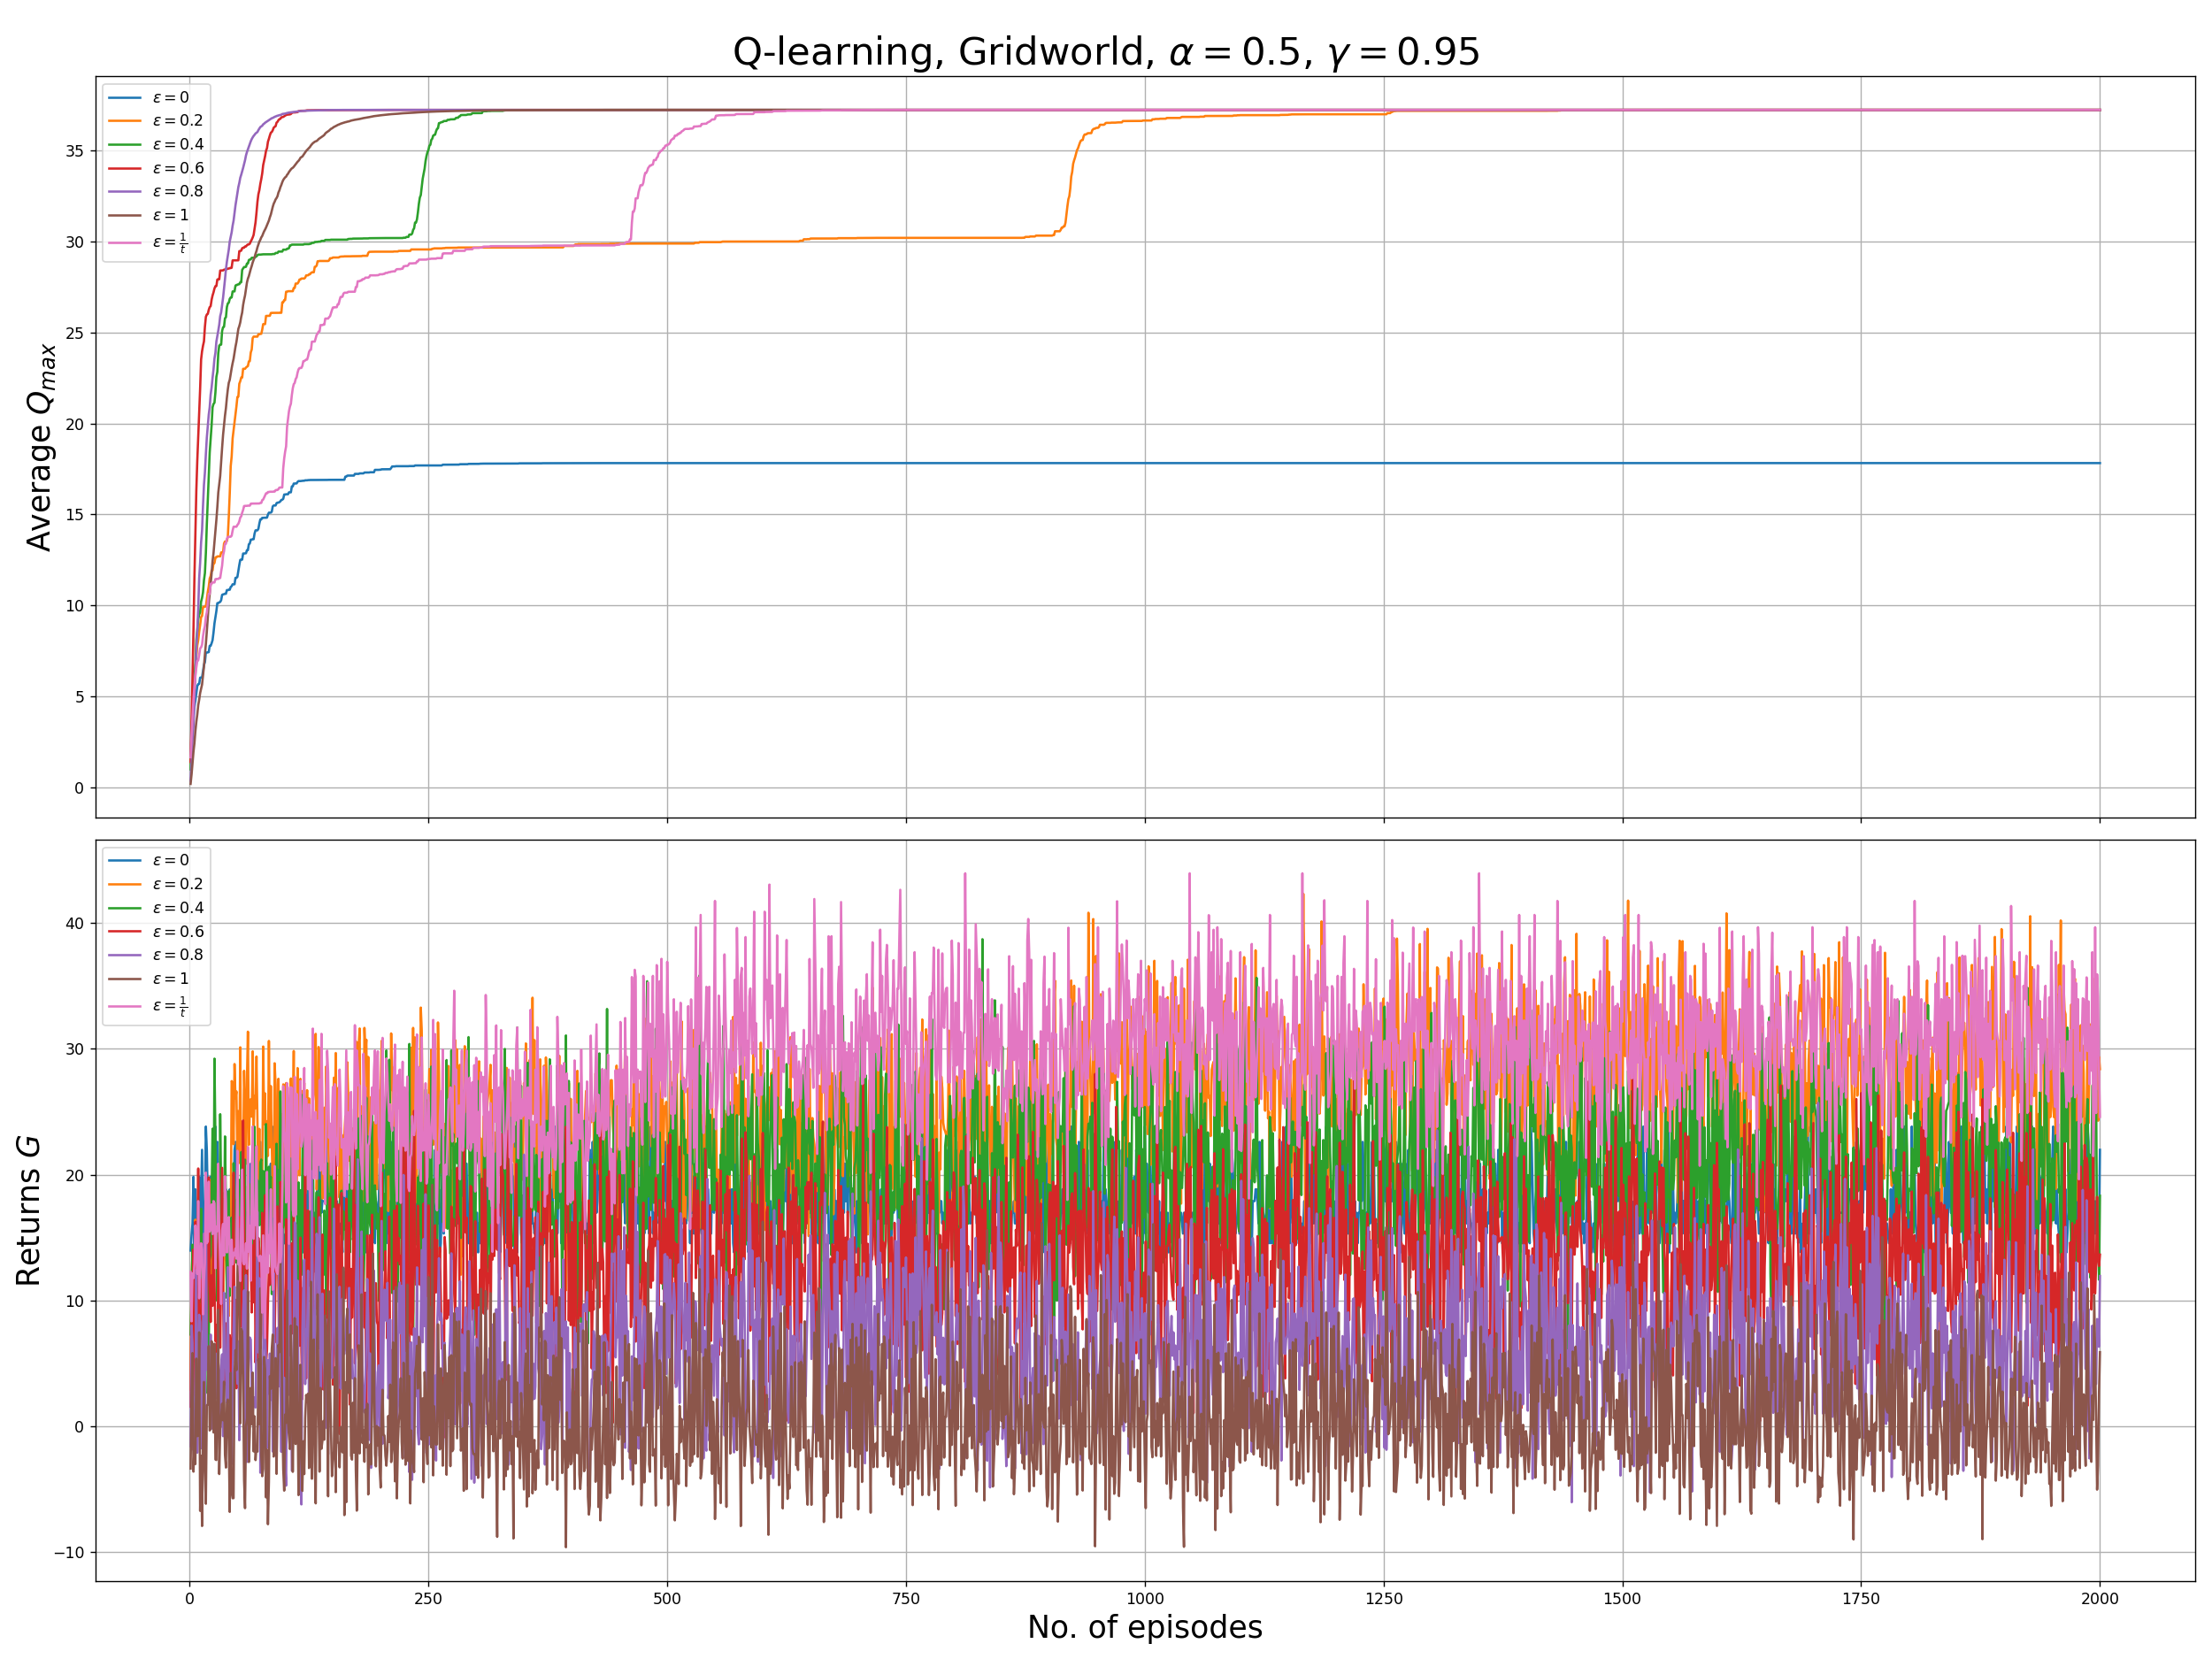 Q-learning, Gridworld, α = 0.5, γ = 0.95
ε = 0
ε = 0.2
ε = 0.4
ε = 0.6
ε = 0.8
ε = 1
ε = 1/t
35
30
25
20
15
10
5
0
Average Qmax
ε = 0
ε = 0.2
ε = 0.4
ε = 0.6
ε = 0.8
ε = 1
ε = 1/t
40
30
20
10
0
−10
Returns G
0 250 500 750 1000 1250 1500 1750 2000
No. of episodes